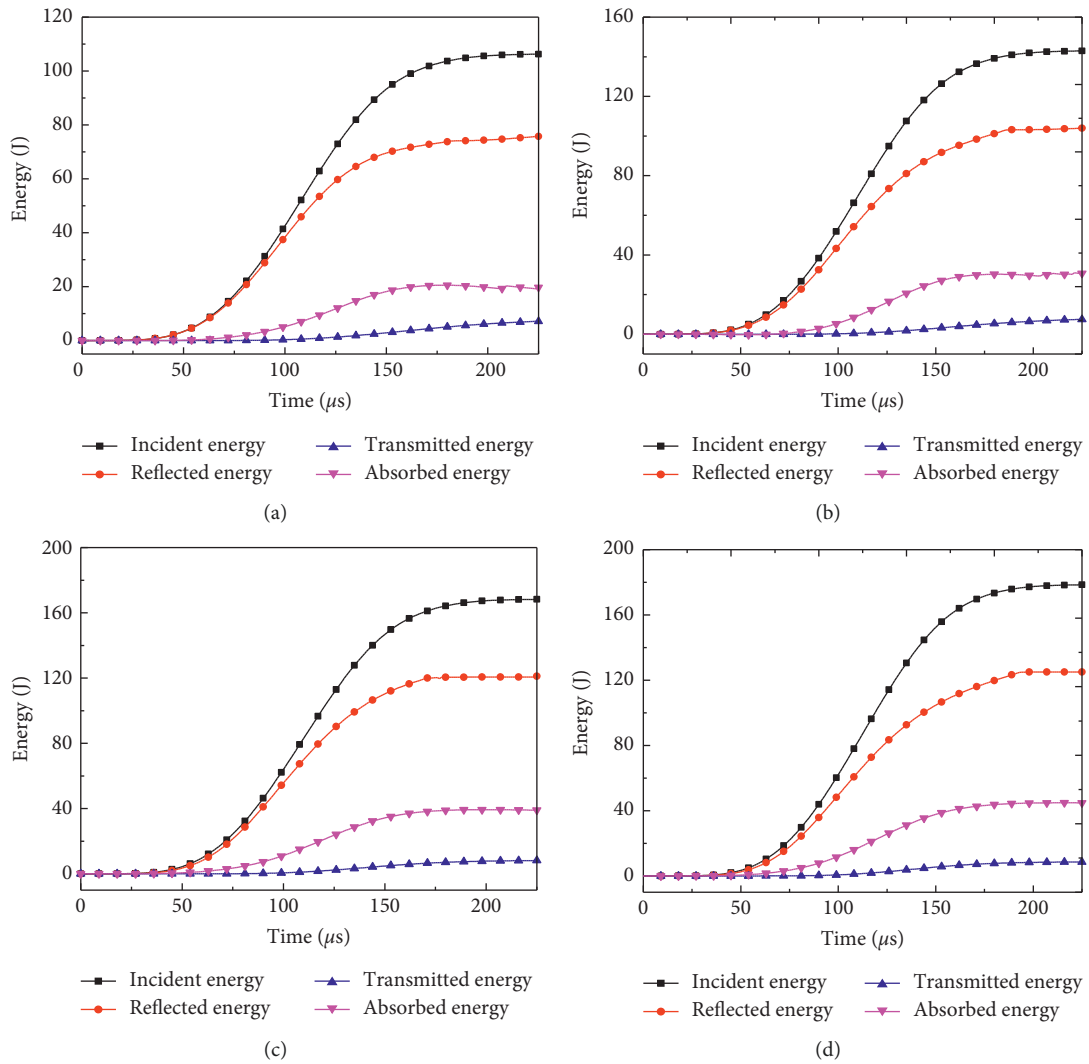 120
100
80
60
40
20
0
Energy (J)
0 50 100 150 200
Time (μs)
Incident energy Transmitted energy
Reflected energy Absorbed energy
(a)
160
120
80
40
0
Energy (J)
0 50 100 150 200
Time (μs)
Incident energy Transmitted energy
Reflected energy Absorbed energy
(b)
200
160
120
80
40
0
Energy (J)
0 50 100 150 200
Time (μs)
Incident energy Transmitted energy
Reflected energy Absorbed energy
(c)
200
160
120
80
40
0
Energy (J)
0 50 100 150 200
Time (μs)
Incident energy Transmitted energy
Reflected energy Absorbed energy
(d)